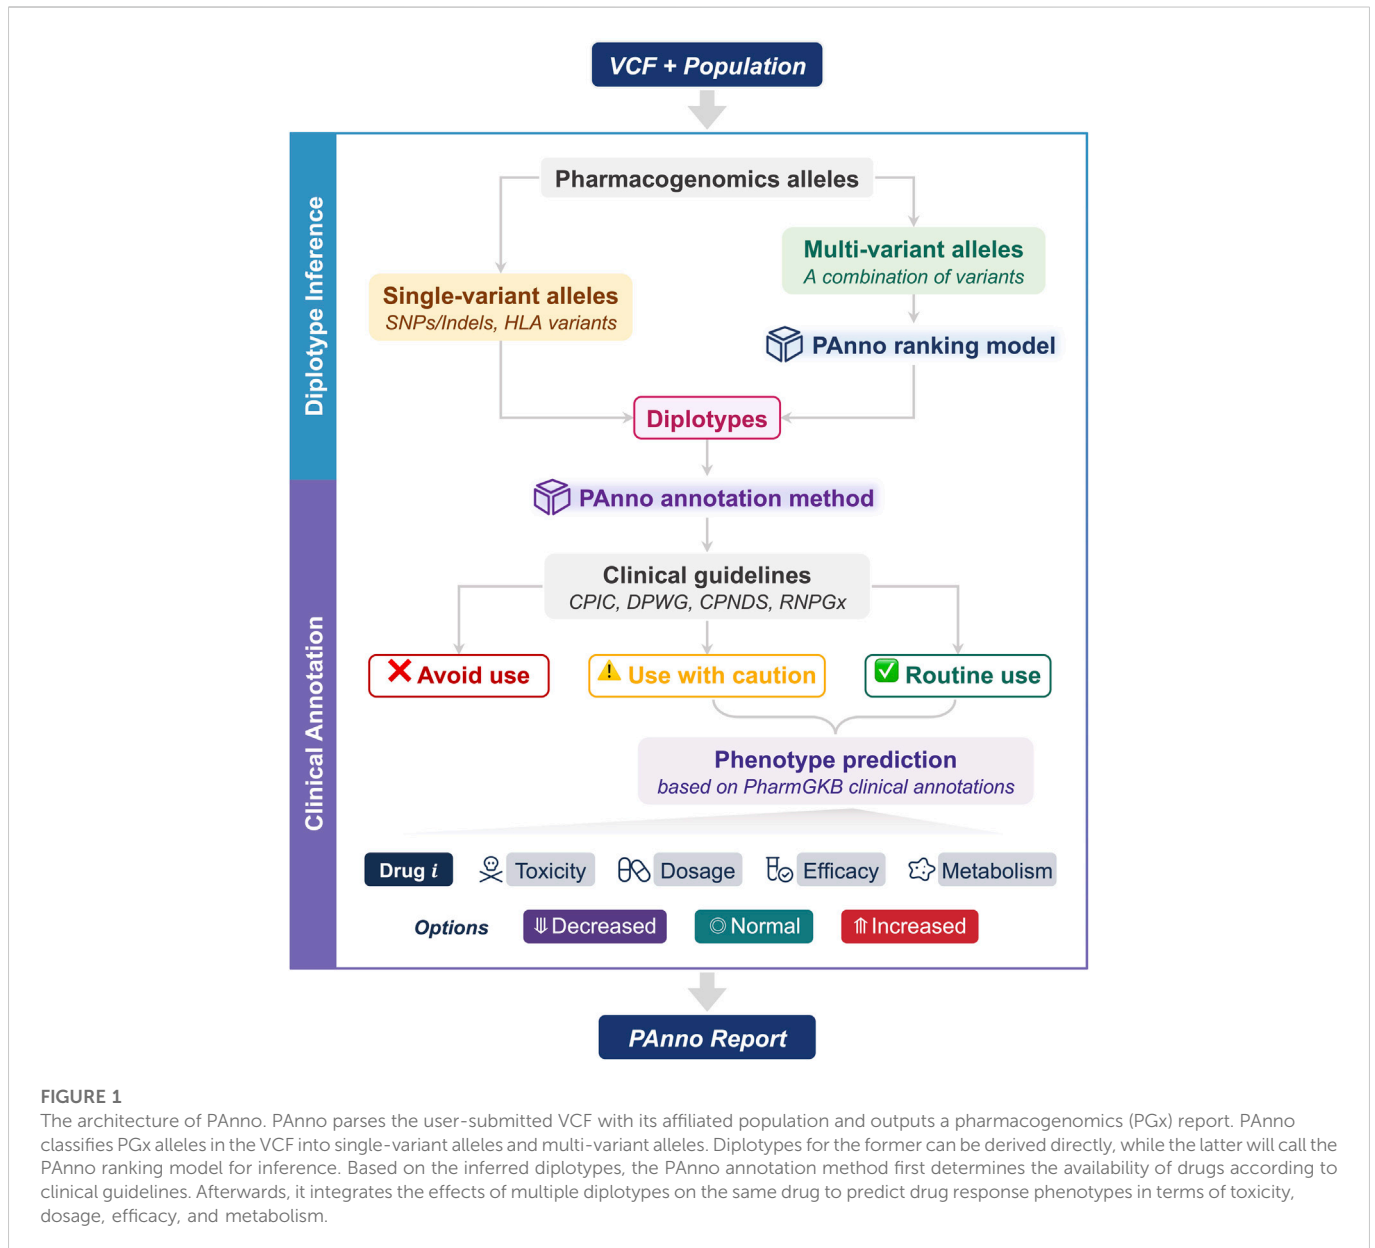 VCF + Population
Diplotype Inference
Pharmacogenomics alleles
Multi-variant alleles
A combination of variants
Single-variant alleles
SNPs/Indels, HLA variants
PAnno ranking model
Diplotypes
Clinical Annotation
PAnno annotation method
Clinical guidelines
CPIC, DPWG, CPNDS, RNPGx
Avoid use
Use with caution
Routine use
Phenotype prediction
based on PharmGKB clinical annotations
Drug i
Toxicity
Dosage
Efficacy
Metabolism
Options
Decreased
Normal
Increased
PAnno Report
FIGURE 1
The architecture of PAnno. PAnno parses the user-submitted VCF with its affiliated population and outputs a pharmacogenomics (PGx) report. PAnno
classifies PGx alleles in the VCF into single-variant alleles and multi-variant alleles. Diplotypes for the former can be derived directly, while the latter will call the
PAnno ranking model for inference. Based on the inferred diplotypes, the PAnno annotation method first determines the availability of drugs according to
clinical guidelines. Afterwards, it integrates the effects of multiple diplotypes on the same drug to predict drug response phenotypes in terms of toxicity,
dosage, efficacy, and metabolism.